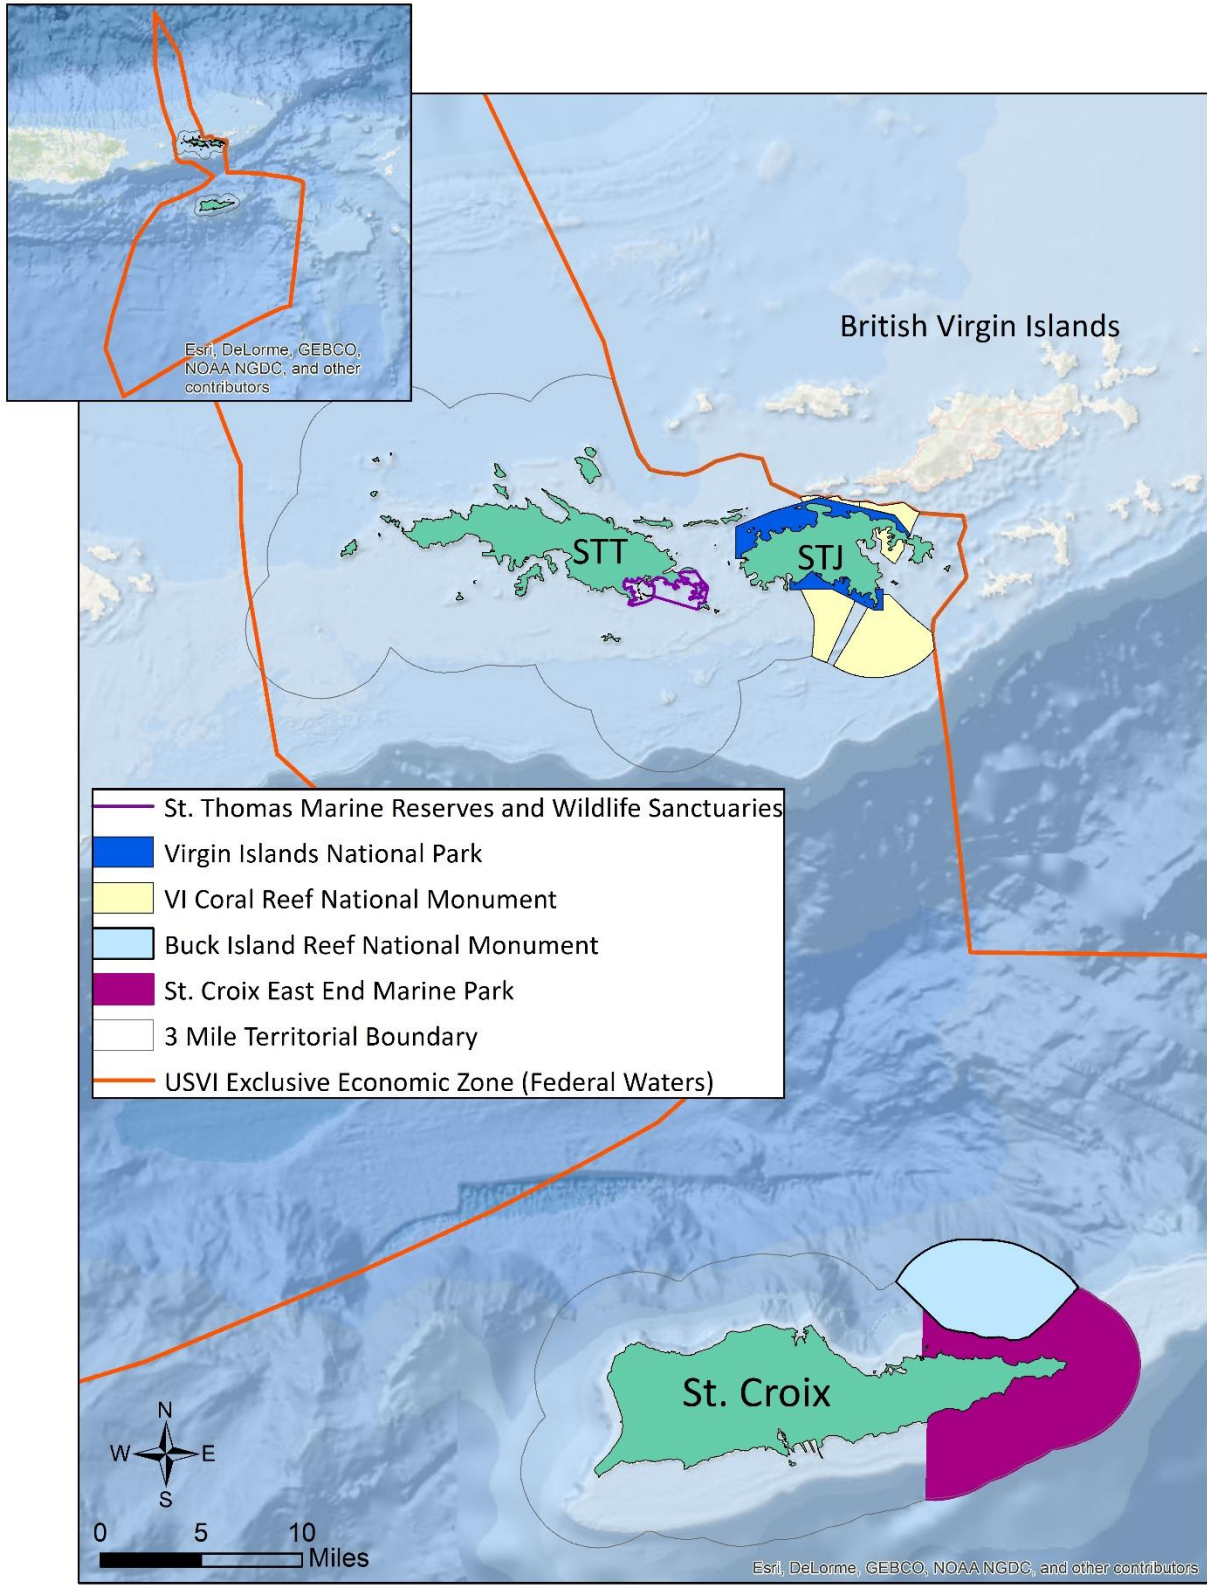 Esri, DeLorme, GEBCO,
NOAA NGDC, and other
contributors
British Virgin Islands
STT
STJ
St. Thomas Marine Reserves and Wildlife Sanctuaries
Virgin Islands National Park
VI Coral Reef National Monument
Buck Island Reef National Monument
St. Croix East End Marine Park
3 Mile Territorial Boundary
USVI Exclusive Economic Zone (Federal Waters)
St. Croix
N
W E
S
0 5 10
Miles
Esri, DeLorme, GEBCO, NOAA NGDC, and other contributors